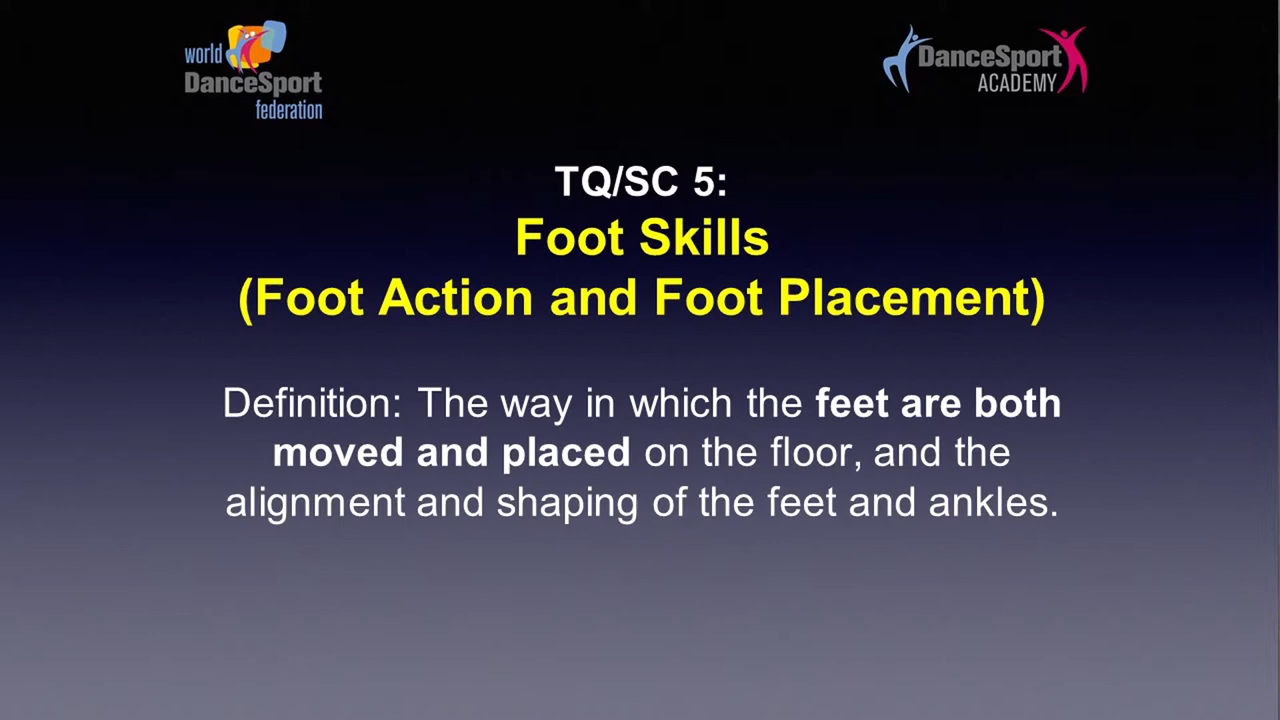 world
DanceSport
federation
DanceSport
ACADEMY
TQ/SC 5:
Foot Skills
(Foot Action and Foot Placement)
Definition: The way in which the feet are both
moved and placed on the floor, and the
alignment and shaping of the feet and ankles.